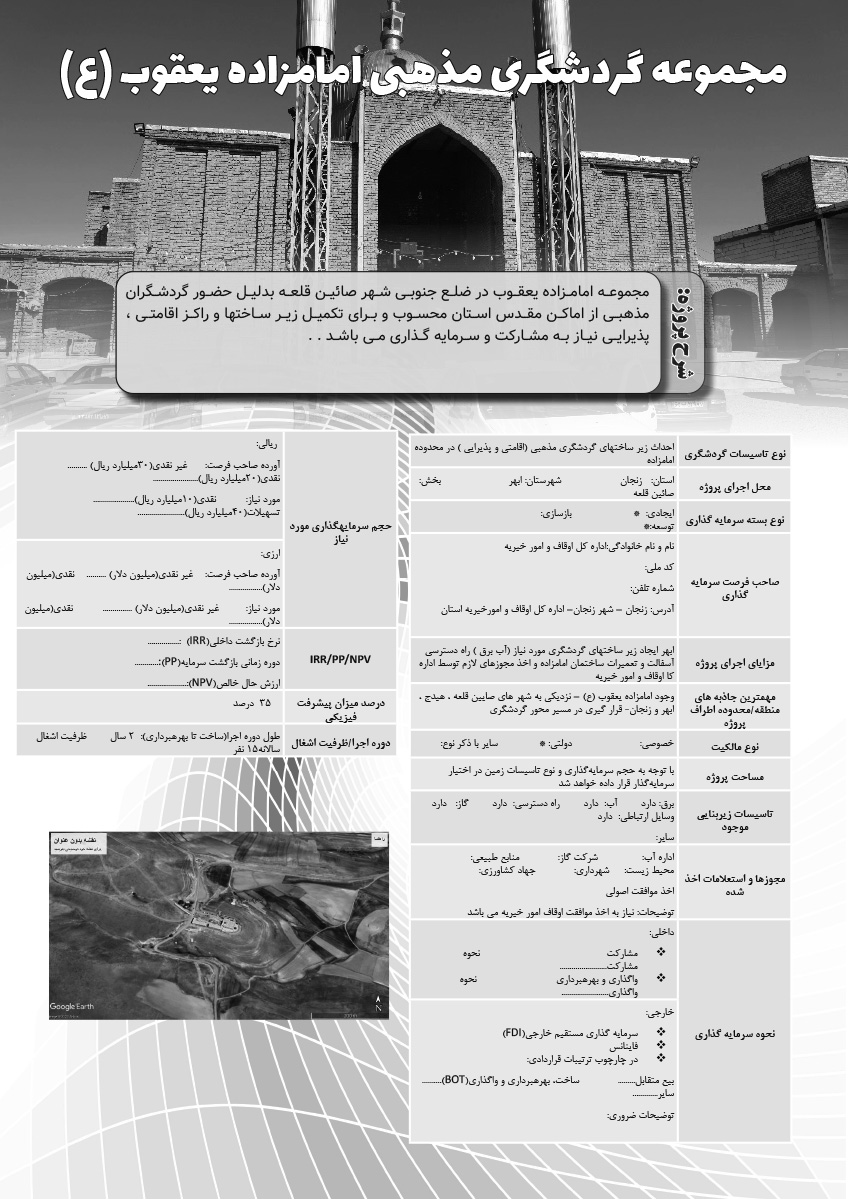 مجموعه گردشگری مذهبی امامزاده یعقوب (ع)
شرح پروژه:
مجموعه امامزاده یعقوب در ضلع جنوبی شهر صائین قلعه بدلیل حضور گردشگران
مذهبی از اماکن مقدس استان محسوب و برای تکمیل زیر ساختها و راکز اقامتی ،
پذیرایی نیاز به مشارکت و سرمایه گذاری می باشد . .
نوع تاسیسات گردشگری
احداث زیر ساختهای گردشگری مذهبی (اقامتی و پذیرایی ) در محدوده
امامزاده
محل اجرای پروژه
استان: زنجان شهرستان: ابهر بخش:
صائین قلعه
نوع بسته سرمایه گذاری
ایجادی: * بازسازی:
توسعه:*
صاحب فرصت سرمایه
گذاری
نام و نام خانوادگی:اداره کل اوقاف و امور خیریه
کد ملی:
شماره تلفن:
آدرس: زنجان – شهر زنجان– اداره کل اوقاف و امورخیریه استان
مزایای اجرای پروژه
ابهر ایجاد زیر ساختهای گردشگری مورد نیاز (آب برق ) راه دسترسی
آسفالت و تعمیرات ساختمان امامزاده و اخذ مجوزهای لازم توسط اداره
کا اوقاف و امور خیریه
مهمترین جاذبه های
منطقه/محدوده اطراف
پروژه
وجود امامزاده یعقوب (ع) – نزدیکی به شهر های صایین قلعه ، هیدج ،
ابهر و زنجان- قرار گیری در مسیر محور گردشگری
نوع مالکیت
خصوصی: دولتی: * سایر با ذکر نوع:
مساحت پروژه
با توجه به حجم سرمایه‌گذاری و نوع تاسیسات زمین در اختیار
سرمایه‌گذار قرار داده خواهد شد
تاسیسات زیربنایی
موجود
برق: دارد آب: دارد راه دسترسی: دارد گاز: دارد
وسایل ارتباطی: دارد
سایر:
مجوزها و استعلامات اخذ
شده
اداره آب: شرکت گاز: منابع طبیعی:
محیط زیست: شهرداری: جهاد کشاورزی:
اخذ موافقت اصولی
توضیحات: نیاز به اخذ موافقت اوقاف امور خیریه می باشد
نحوه سرمایه گذاری
داخلی:
❖ مشارکت نحوه
مشارکت.......................
❖ واگذاری و بهرهبرداری نحوه
واگذاری.......................
خارجی:
❖ سرمایه گذاری مستقیم خارجی(FDI)
❖ فاینانس
❖ در چارچوب ترتیبات قراردادی:
بیع متقابل......... ساخت، بهرهبرداری و واگذاری(BOT).........
سایر............
توضیحات ضروری:
حجم سرمایهگذاری مورد
نیاز
ریالی:
آورده صاحب فرصت: غیر نقدی(۳۰میلیارد ریال) .........
نقدی(۲۰میلیارد ریال)......................
مورد نیاز: نقدی(۱۰میلیارد ریال)....................
تسهیلات(۴۰میلیارد ریال).......................
ارزی:
آورده صاحب فرصت: غیر نقدی(میلیون دلار) ......... نقدی(میلیون
دلار)................
مورد نیاز: غیر نقدی(میلیون دلار) .............. نقدی(میلیون
دلار)................
IRR/PP/NPV
نرخ بازگشت داخلی(IRR) :...............
دوره زمانی بازگشت سرمایه(PP):............
ارزش حال خالص(NPV):...................
درصد میزان پیشرفت
فیزیکی
۳۵ درصد
دوره اجرا/ظرفیت اشغال
طول دوره اجرا(ساخت تا بهرهبرداری): ۲ سال ظرفیت اشغال
سالانه۱۵ نفر
نقشه بدون عنوان
راهنما
Google Earth
N